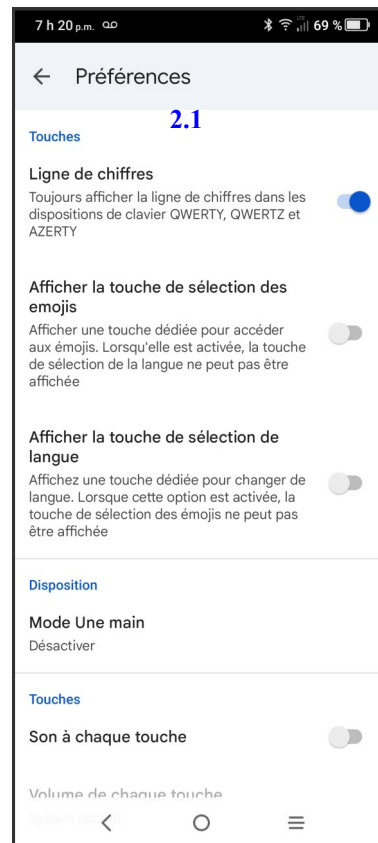 7 h 20 p.m. 69 %
Préférences
2.1
Touches
Ligne de chiffres
Toujours afficher la ligne de chiffres dans les
dispositions de clavier QWERTY, QWERTZ et
AZERTY
Afficher la touche de sélection des
emojis
Afficher une touche dédiée pour accéder
aux émojis. Lorsqu'elle est activée, la touche
de sélection de la langue ne peut pas être
affichée
Afficher la touche de sélection de
langue
Affichez une touche dédiée pour changer de
langue. Lorsque cette option est activée, la
touche de sélection des émojis ne peut pas
être affichée
Disposition
Mode Une main
Désactiver
Touches
Son à chaque touche
Volume de chaque touche
System